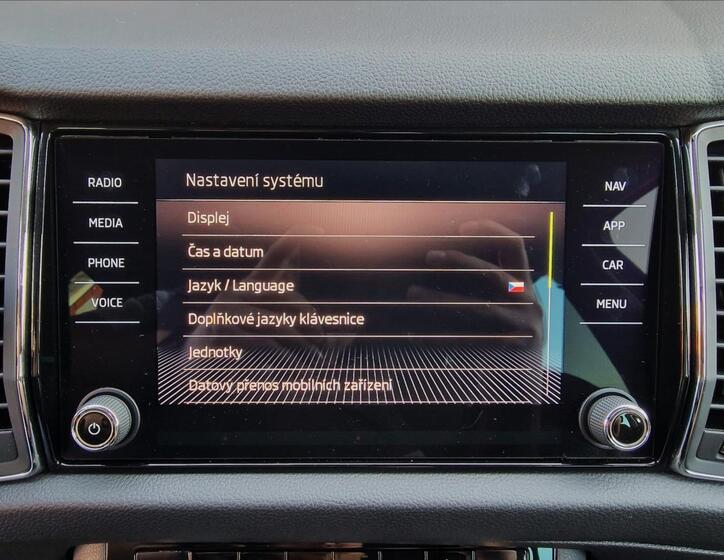 RADIO
MEDIA
PHONE
VOICE
Nastavení systému
Displej
Čas a datum
Jazyk / Language
Doplňkové jazyky klávesnice
Jednotky
Datový přenos mobilních zařízení
NAV
APP
CAR
MENU